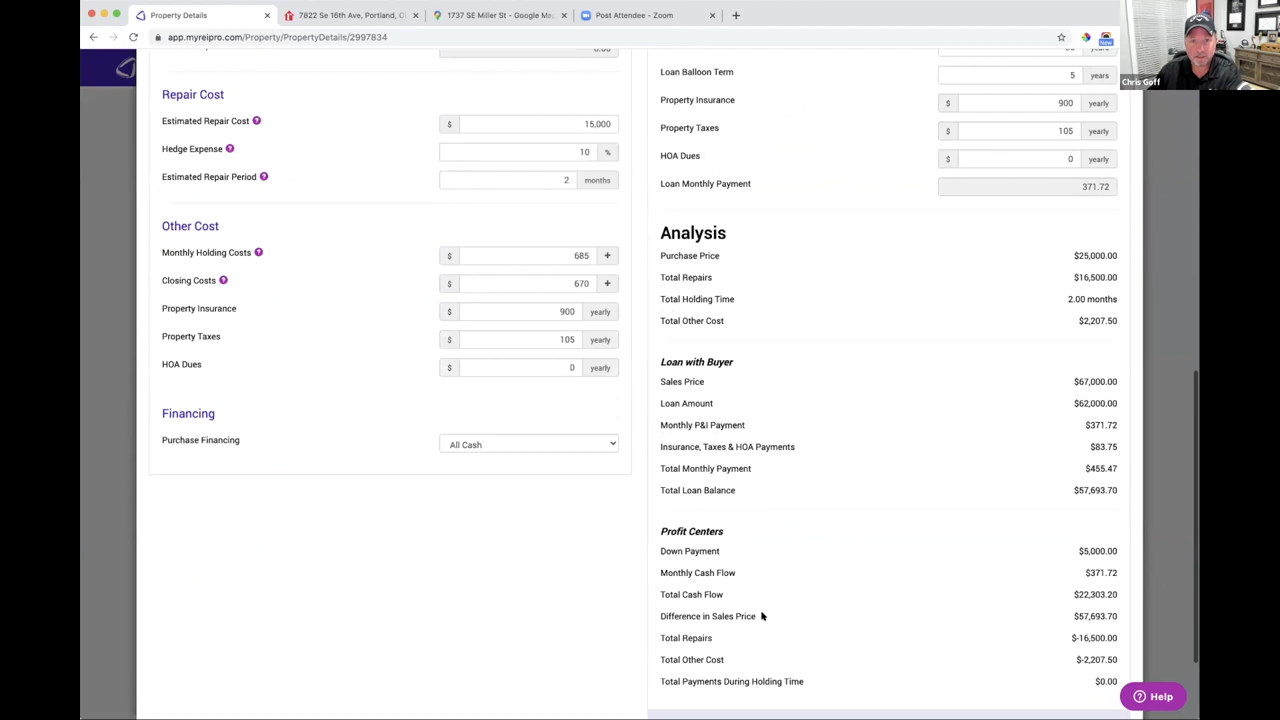 Property Details
7822 Se 16th Ave, Portland, O
1737 SE Miller St - Google Ma
Post Attendee - Zoom
app.myreipro.com/Property/PropertyDetails/2997834
New
Chris Goff
Repair Cost
Estimated Repair Cost ? $ 15,000
Hedge Expense ? 10 %
Estimated Repair Period ? 2 months
Other Cost
Monthly Holding Costs ? $ 685 +
Closing Costs ? $ 670 +
Property Insurance $ 900 yearly
Property Taxes $ 105 yearly
HOA Dues $ 0 yearly
Financing
Purchase Financing All Cash
Loan Balloon Term 5 years
Property Insurance $ 900 yearly
Property Taxes $ 105 yearly
HOA Dues $ 0 yearly
Loan Monthly Payment 371.72
Analysis
Purchase Price $25,000.00
Total Repairs $16,500.00
Total Holding Time 2.00 months
Total Other Cost $2,207.50
Loan with Buyer
Sales Price $67,000.00
Loan Amount $62,000.00
Monthly P&I Payment $371.72
Insurance, Taxes & HOA Payments $83.75
Total Monthly Payment $455.47
Total Loan Balance $57,693.70
Profit Centers
Down Payment $5,000.00
Monthly Cash Flow $371.72
Total Cash Flow $22,303.20
Difference in Sales Price $57,693.70
Total Repairs $-16,500.00
Total Other Cost $-2,207.50
Total Payments During Holding Time $0.00
? Help